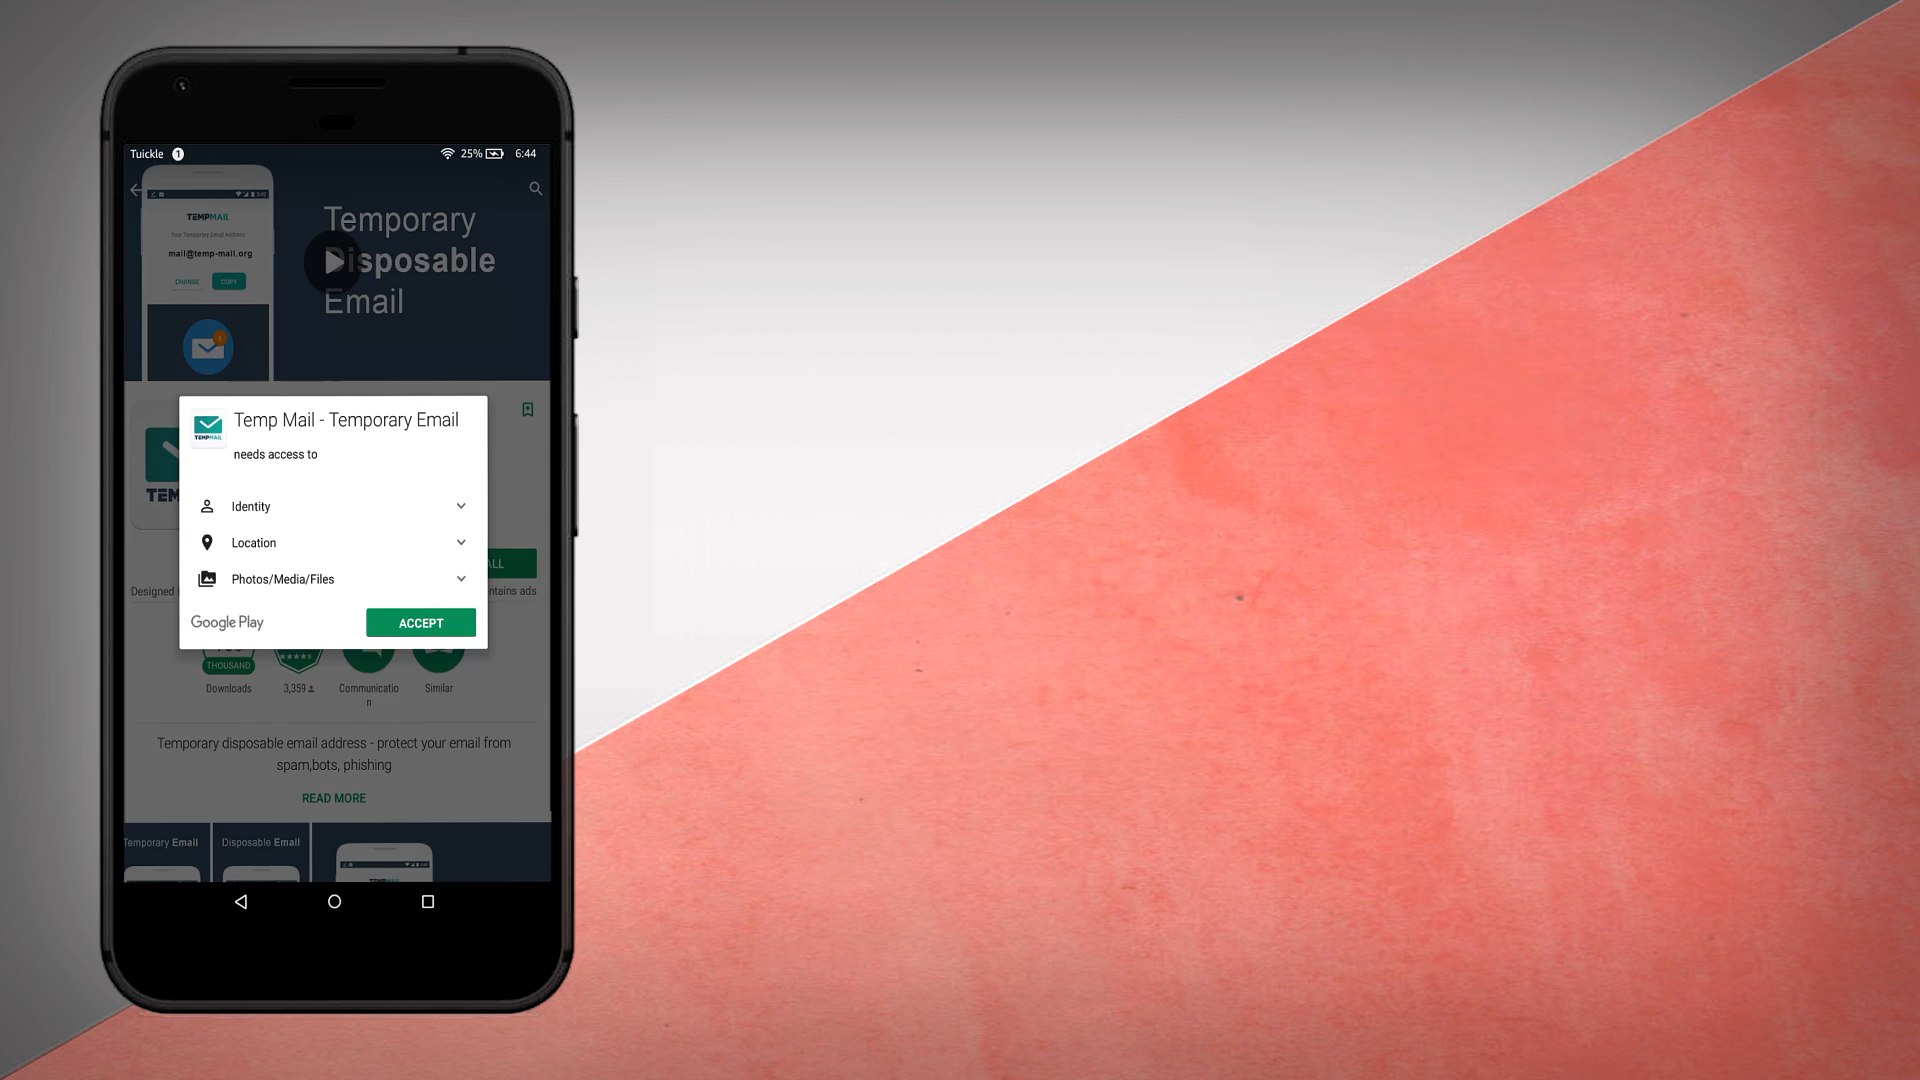 Tuickle 1
25% 6:44
TEMPMAIL
Your Temporary Email Address
mail@temp-mail.org
CHANGE COPY
Temporary
Disposable
Email
Temp Mail - Temporary Email
TEMPMAIL
needs access to
Identity
Location
Photos/Media/Files
Google Play ACCEPT
TEM
ALL
Designed
ntains ads
THOUSAND
Downloads 3,359 Communicatio
n
Similar
Temporary disposable email address - protect your email from
spam,bots, phishing
READ MORE
Temporary Email Disposable Email